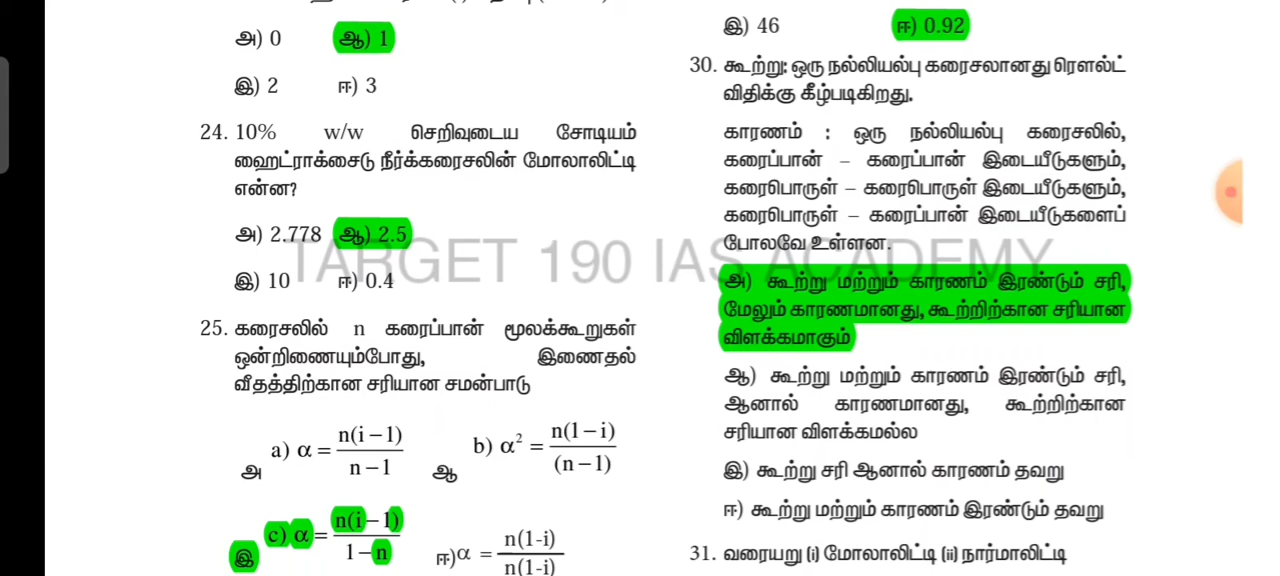 அ) 0 ஆ) 1
இ) 2 ஈ) 3
24. 10% w/w செறிவுடைய சோடியம்
ஹைட்ராக்சைடு நீர்க்கரைசலின் மோலாலிட்டி
என்ன?
அ) 2.778 ஆ) 2.5
இ) 10 ஈ) 0.4
25. கரைசலில் n கரைப்பான் மூலக்கூறுகள்
ஒன்றிணையும்போது, இணைதல்
வீதத்திற்கான சரியான சமன்பாடு
அ a) α = n(i−1) / n−1 ஆ b) α² = n(1−i) / (n−1)
இ c) α = n(i−1) / 1−n ஈ) α = n(1-i) / n(1-i)
இ) 46 ஈ) 0.92
30. கூற்று: ஒரு நல்லியல்பு கரைசலானது ரௌல்ட்
விதிக்கு கீழ்படிகிறது.
காரணம் : ஒரு நல்லியல்பு கரைசலில்,
கரைப்பான் – கரைப்பான் இடையீடுகளும்,
கரைபொருள் – கரைபொருள் இடையீடுகளும்,
கரைபொருள் – கரைப்பான் இடையீடுகளைப்
போலவே உள்ளன.
அ) கூற்று மற்றும் காரணம் இரண்டும் சரி,
மேலும் காரணமானது, கூற்றிற்கான சரியான
விளக்கமாகும்
ஆ) கூற்று மற்றும் காரணம் இரண்டும் சரி,
ஆனால் காரணமானது, கூற்றிற்கான
சரியான விளக்கமல்ல
இ) கூற்று சரி ஆனால் காரணம் தவறு
ஈ) கூற்று மற்றும் காரணம் இரண்டும் தவறு
31. வரையறு (i) மோலாலிட்டி (ii) நார்மாலிட்டி
TARGET 190 IAS ACADEMY